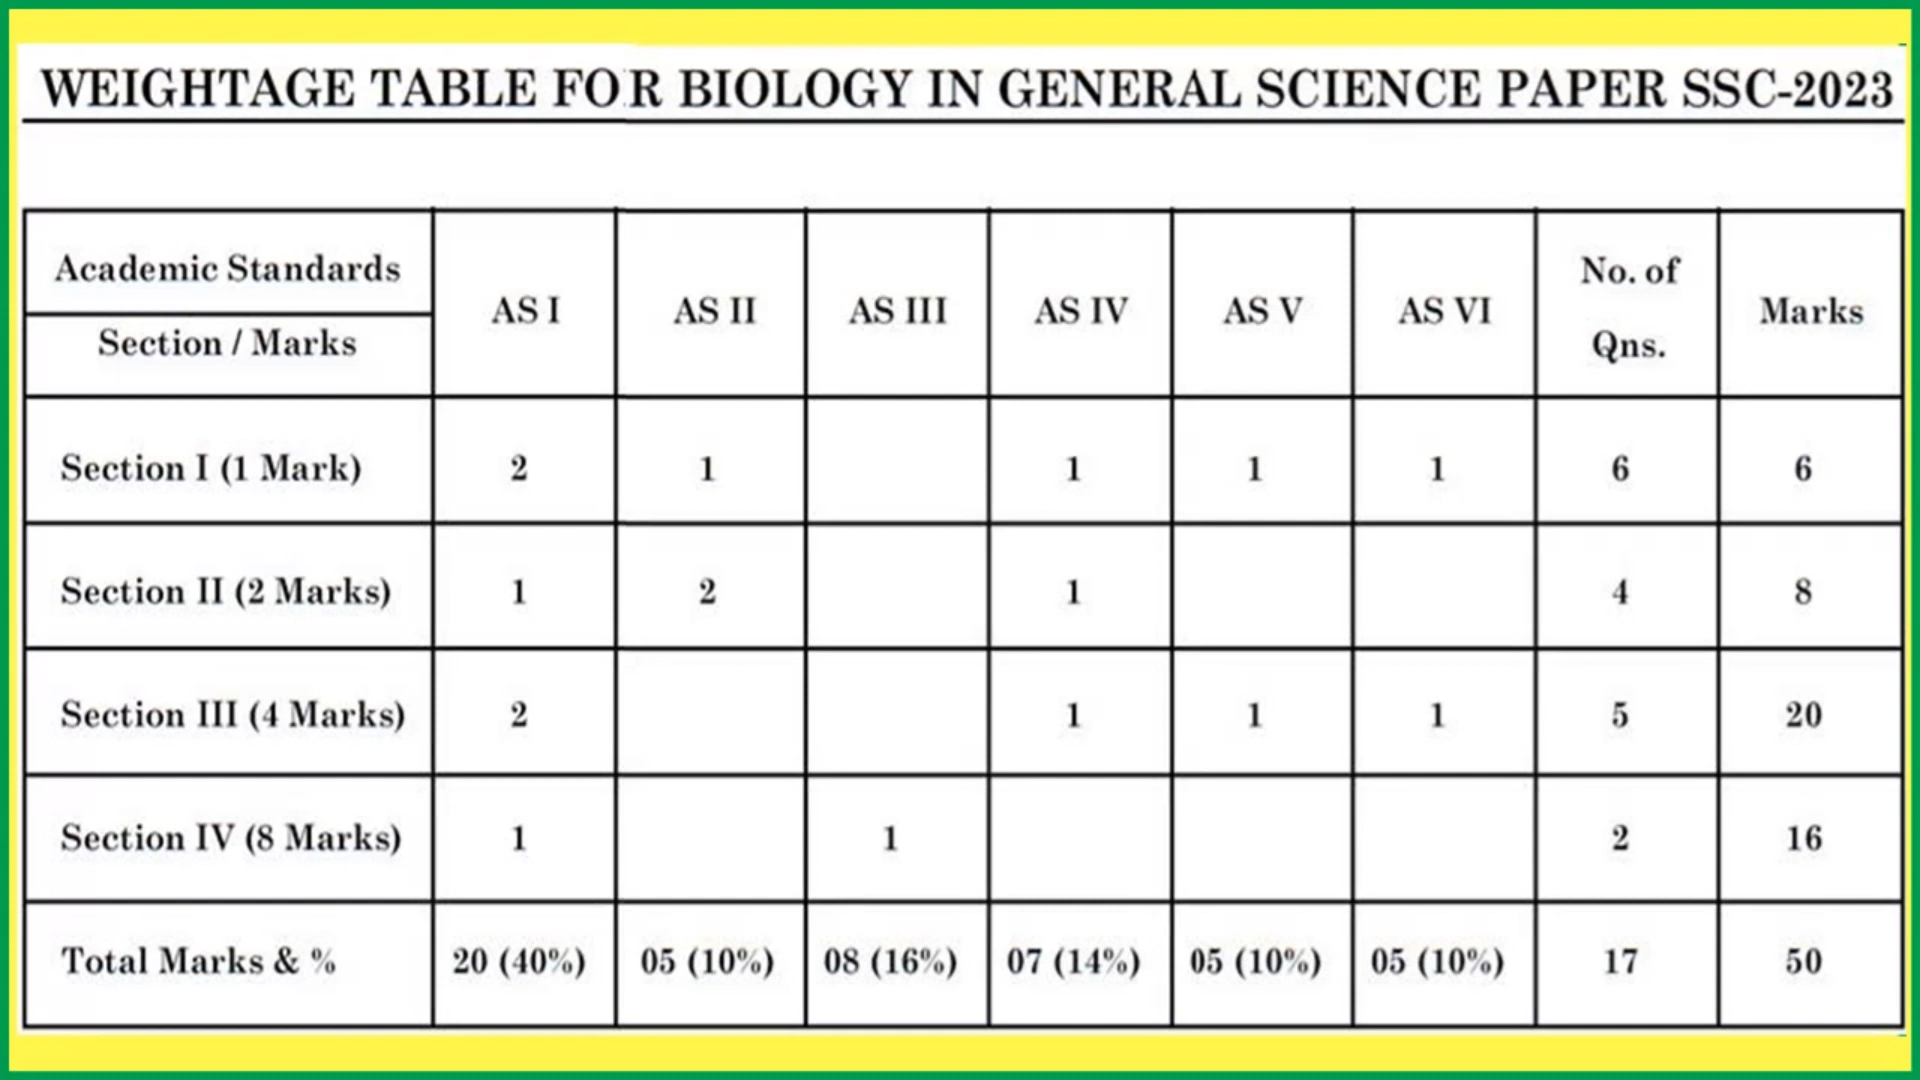 WEIGHTAGE TABLE FOR BIOLOGY IN GENERAL SCIENCE PAPER SSC-2023
Academic Standards
Section / Marks
AS I
AS II
AS III
AS IV
AS V
AS VI
No. of
Qns.
Marks
Section I (1 Mark) 2 1 1 1 1 6 6
Section II (2 Marks) 1 2 1 4 8
Section III (4 Marks) 2 1 1 1 5 20
Section IV (8 Marks) 1 1 2 16
Total Marks & % 20 (40%) 05 (10%) 08 (16%) 07 (14%) 05 (10%) 05 (10%) 17 50